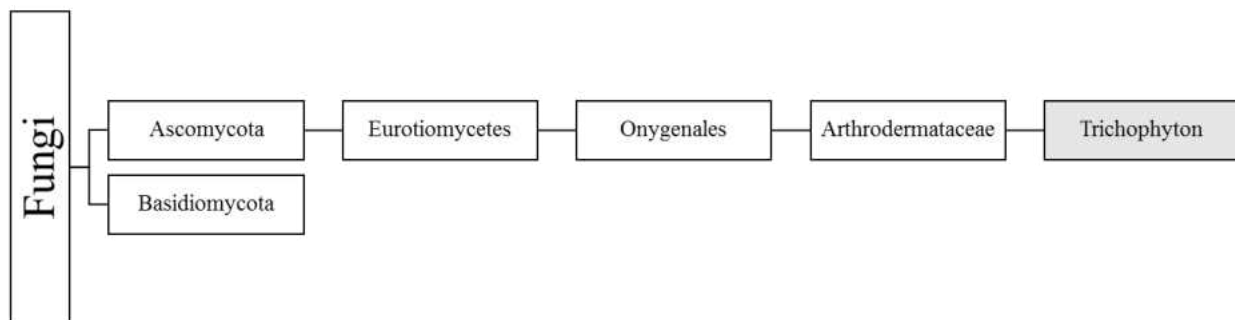 Fungi
Ascomycota
Eurotiomycetes
Onygenales
Arthrodermataceae
Trichophyton
Basidiomycota